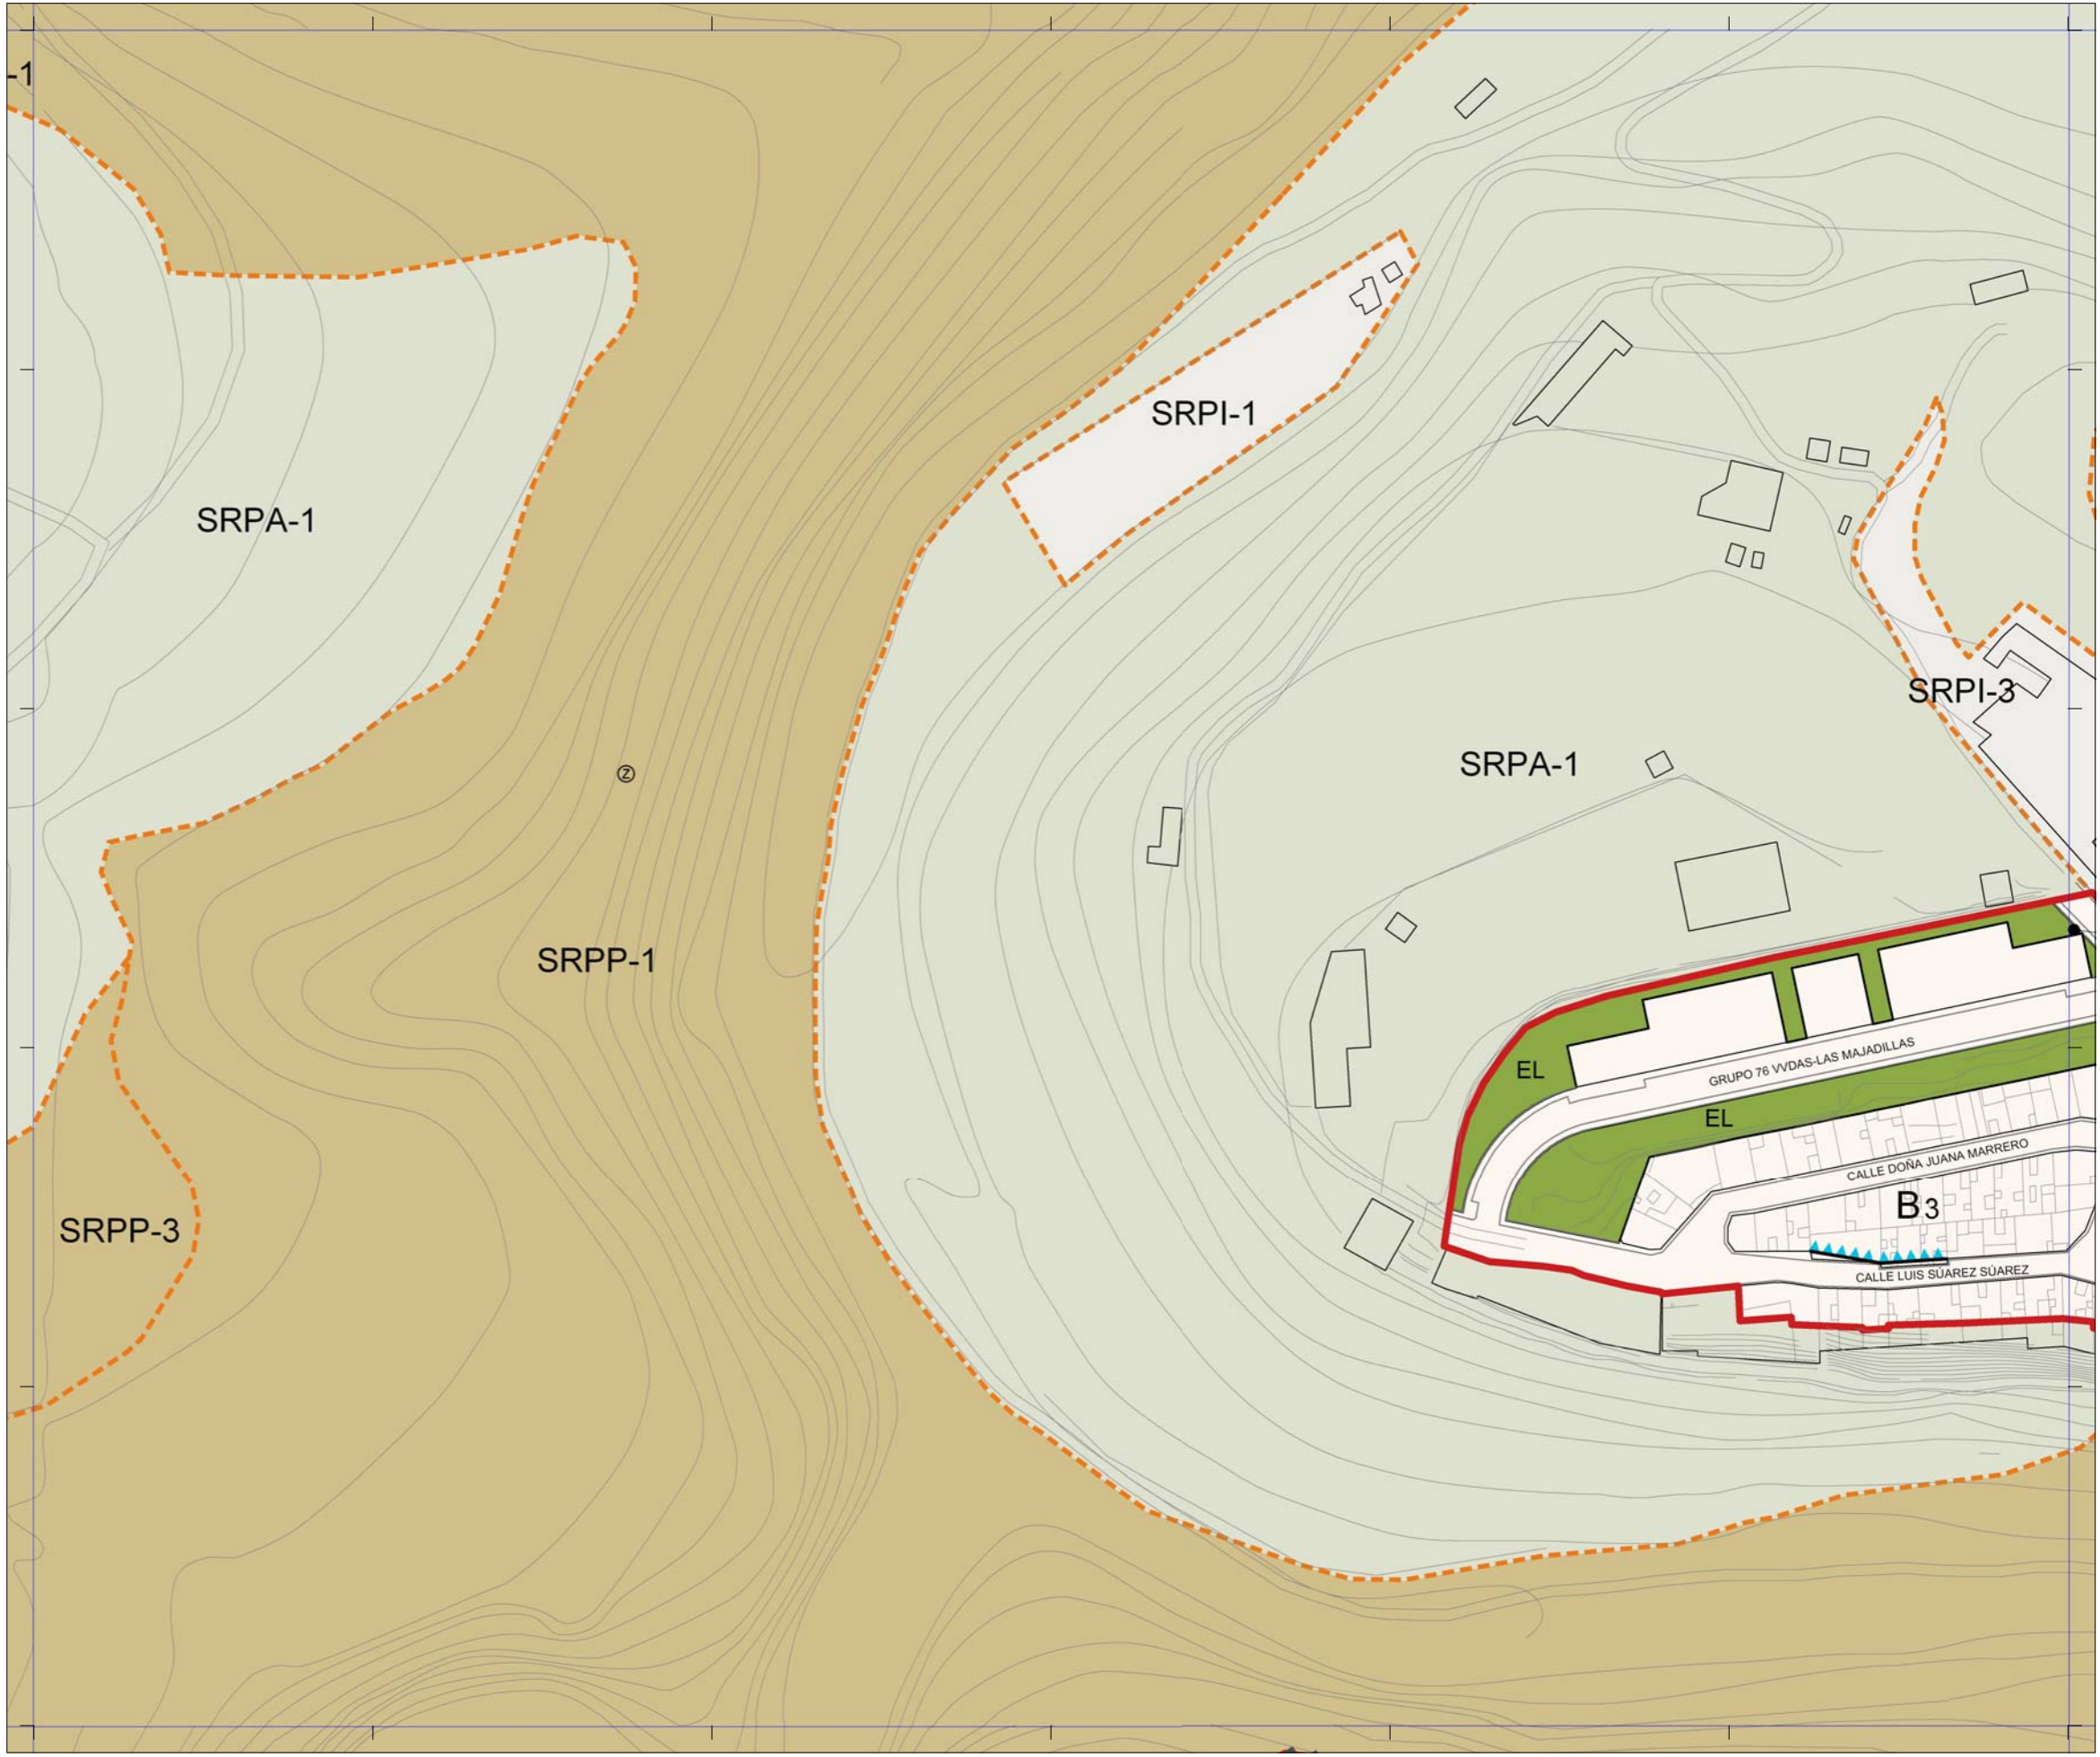 -1
SRPI-1
SRPA-1
SRPI-3
SRPA-1
Z
SRPP-1
EL
GRUPO 76 VVDAS-LAS MAJADILLAS
EL
CALLE DOÑA JUANA MARRERO
B3
SRPP-3
CALLE LUIS SÚAREZ SÚAREZ